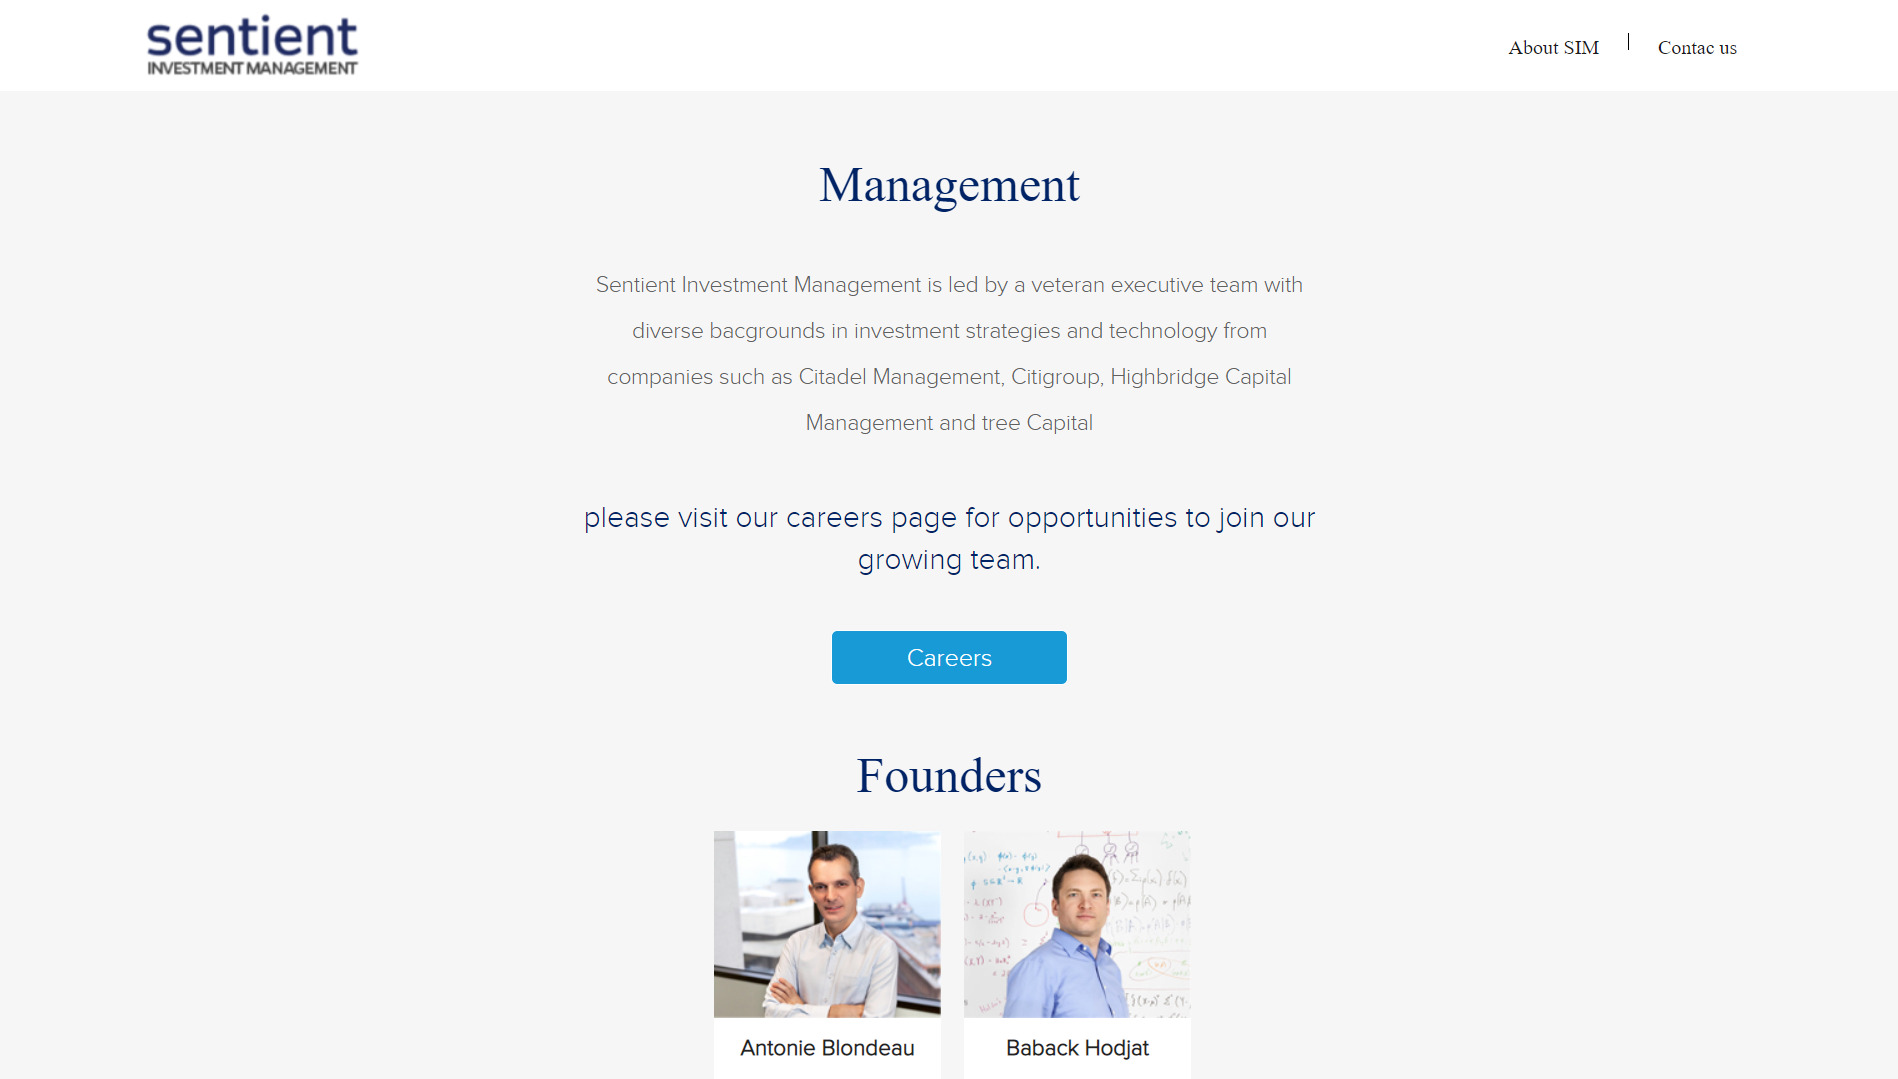 sentient
INVESTMENT MANAGEMENT
About SIM
Contac us
Management
Sentient Investment Management is led by a veteran executive team with
diverse bacgrounds in investment strategies and technology from
companies such as Citadel Management, Citigroup, Highbridge Capital
Management and tree Capital
please visit our careers page for opportunities to join our
growing team.
Careers
Founders
Antonie Blondeau
Baback Hodjat